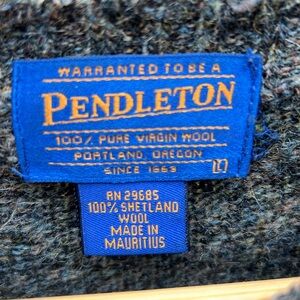 WARRANTED TO BE A
PENDLETON
100% PURE VIRGIN WOOL
PORTLAND, OREGON
SINCE 1863
RN 29685
100% SHETLAND
WOOL
MADE IN
MAURITIUS